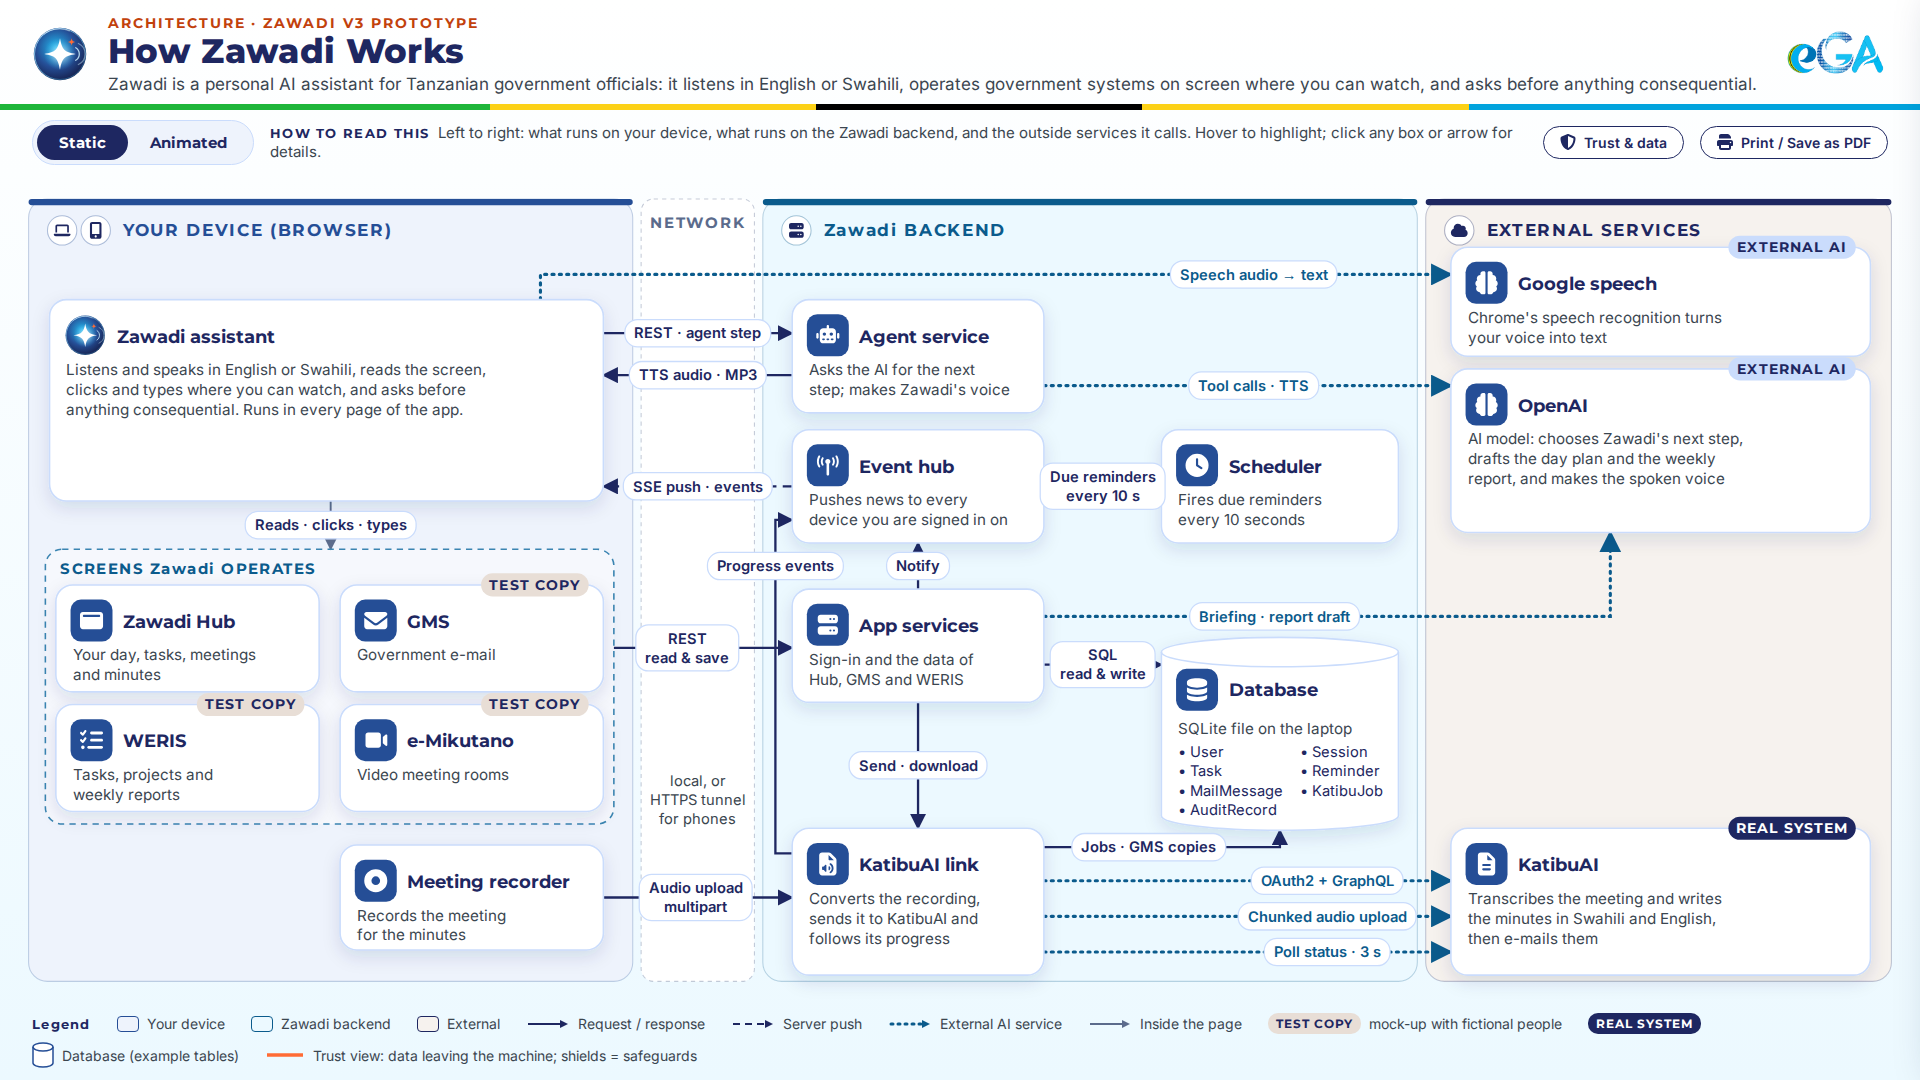 ARCHITECTURE · ZAWADI V3 PROTOTYPE
How Zawadi Works
Zawadi is a personal AI assistant for Tanzanian government officials: it listens in English or Swahili, operates government systems on screen where you can watch, and asks before anything consequential.
eGA
Static
Animated
HOW TO READ THIS Left to right: what runs on your device, what runs on the Zawadi backend, and the outside services it calls. Hover to highlight; click any box or arrow for
details.
Trust & data
Print / Save as PDF
YOUR DEVICE (BROWSER)
NETWORK
Zawadi BACKEND
EXTERNAL SERVICES
Speech audio → text
EXTERNAL AI
Google speech
Chrome's speech recognition turns
your voice into text
Zawadi assistant
Listens and speaks in English or Swahili, reads the screen,
clicks and types where you can watch, and asks before
anything consequential. Runs in every page of the app.
REST · agent step
TTS audio · MP3
Agent service
Asks the AI for the next
step; makes Zawadi's voice
Tool calls · TTS
EXTERNAL AI
OpenAI
AI model: chooses Zawadi's next step,
drafts the day plan and the weekly
report, and makes the spoken voice
SSE push · events
Event hub
Pushes news to every
device you are signed in on
Due reminders
every 10 s
Scheduler
Fires due reminders
every 10 seconds
Reads · clicks · types
Progress events
Notify
SCREENS Zawadi OPERATES
Zawadi Hub
Your day, tasks, meetings
and minutes
TEST COPY
GMS
Government e-mail
TEST COPY
WERIS
Tasks, projects and
weekly reports
TEST COPY
e-Mikutano
Video meeting rooms
REST
read & save
App services
Sign-in and the data of
Hub, GMS and WERIS
Briefing · report draft
SQL
read & write
Database
SQLite file on the laptop
• User
• Session
• Task
• Reminder
• MailMessage
• KatibuJob
• AuditRecord
Send · download
local, or
HTTPS tunnel
for phones
Meeting recorder
Records the meeting
for the minutes
Audio upload
multipart
KatibuAI link
Converts the recording,
sends it to KatibuAI and
follows its progress
Jobs · GMS copies
OAuth2 + GraphQL
Chunked audio upload
Poll status · 3 s
REAL SYSTEM
KatibuAI
Transcribes the meeting and writes
the minutes in Swahili and English,
then e-mails them
Legend
Your device
Zawadi backend
External
Request / response
Server push
External AI service
Inside the page
TEST COPY mock-up with fictional people
REAL SYSTEM
Database (example tables)
Trust view: data leaving the machine; shields = safeguards